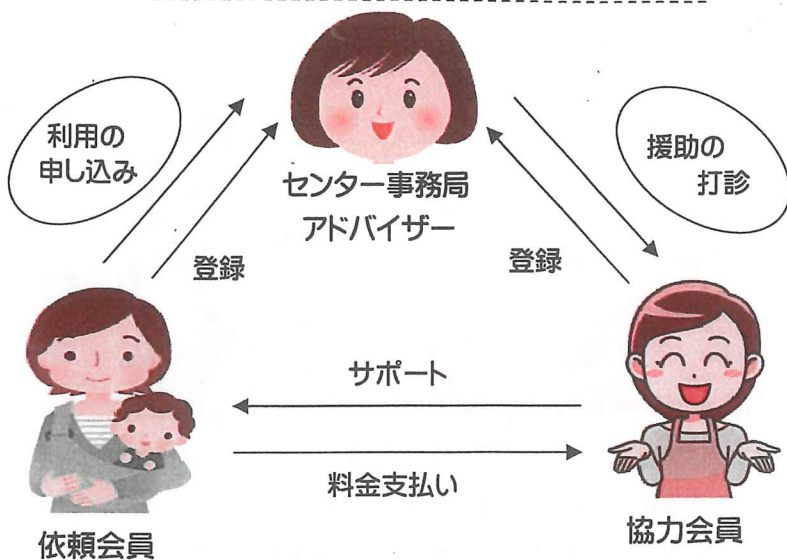 利用の
申し込み
センター事務局
アドバイザー
援助の
打診
登録
登録
サポート
料金支払い
依頼会員
協力会員